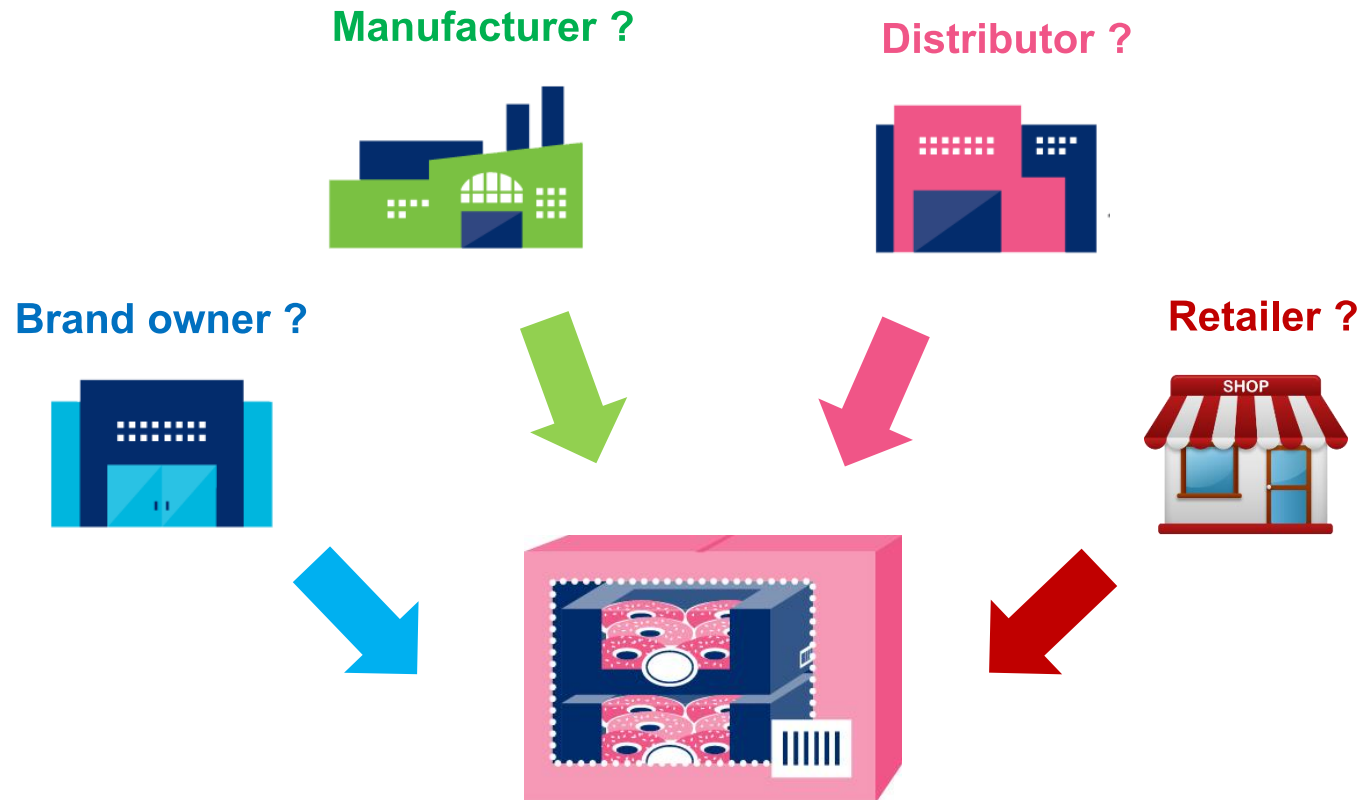 Manufacturer ?
Distributor ?
Brand owner ?
Retailer ?
SHOP